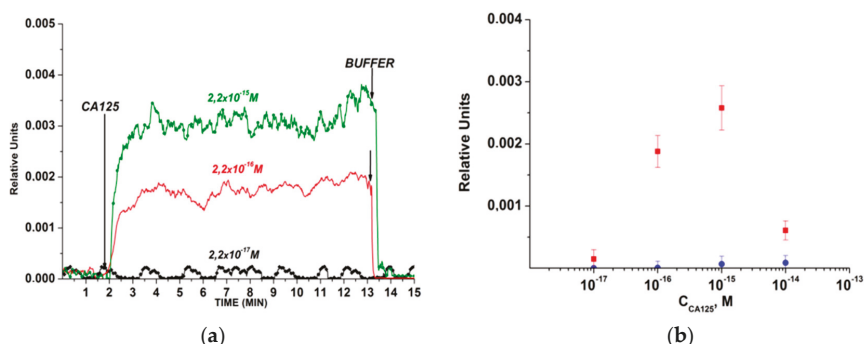 0.005
0.004
0.003
0.002
0.001
0.000
Relative Units
CA125
BUFFER
2,2x10⁻¹⁵M
2,2x10⁻¹⁶M
2,2x10⁻¹⁷M
1 2 3 4 5 6 7 8 9 10 11 12 13 14 15
TIME (MIN)
(a)
0.004
0.003
0.002
0.001
Relative Units
10⁻¹⁷ 10⁻¹⁶ 10⁻¹⁵ 10⁻¹⁴ 10⁻¹³
C_CA125, M
(b)